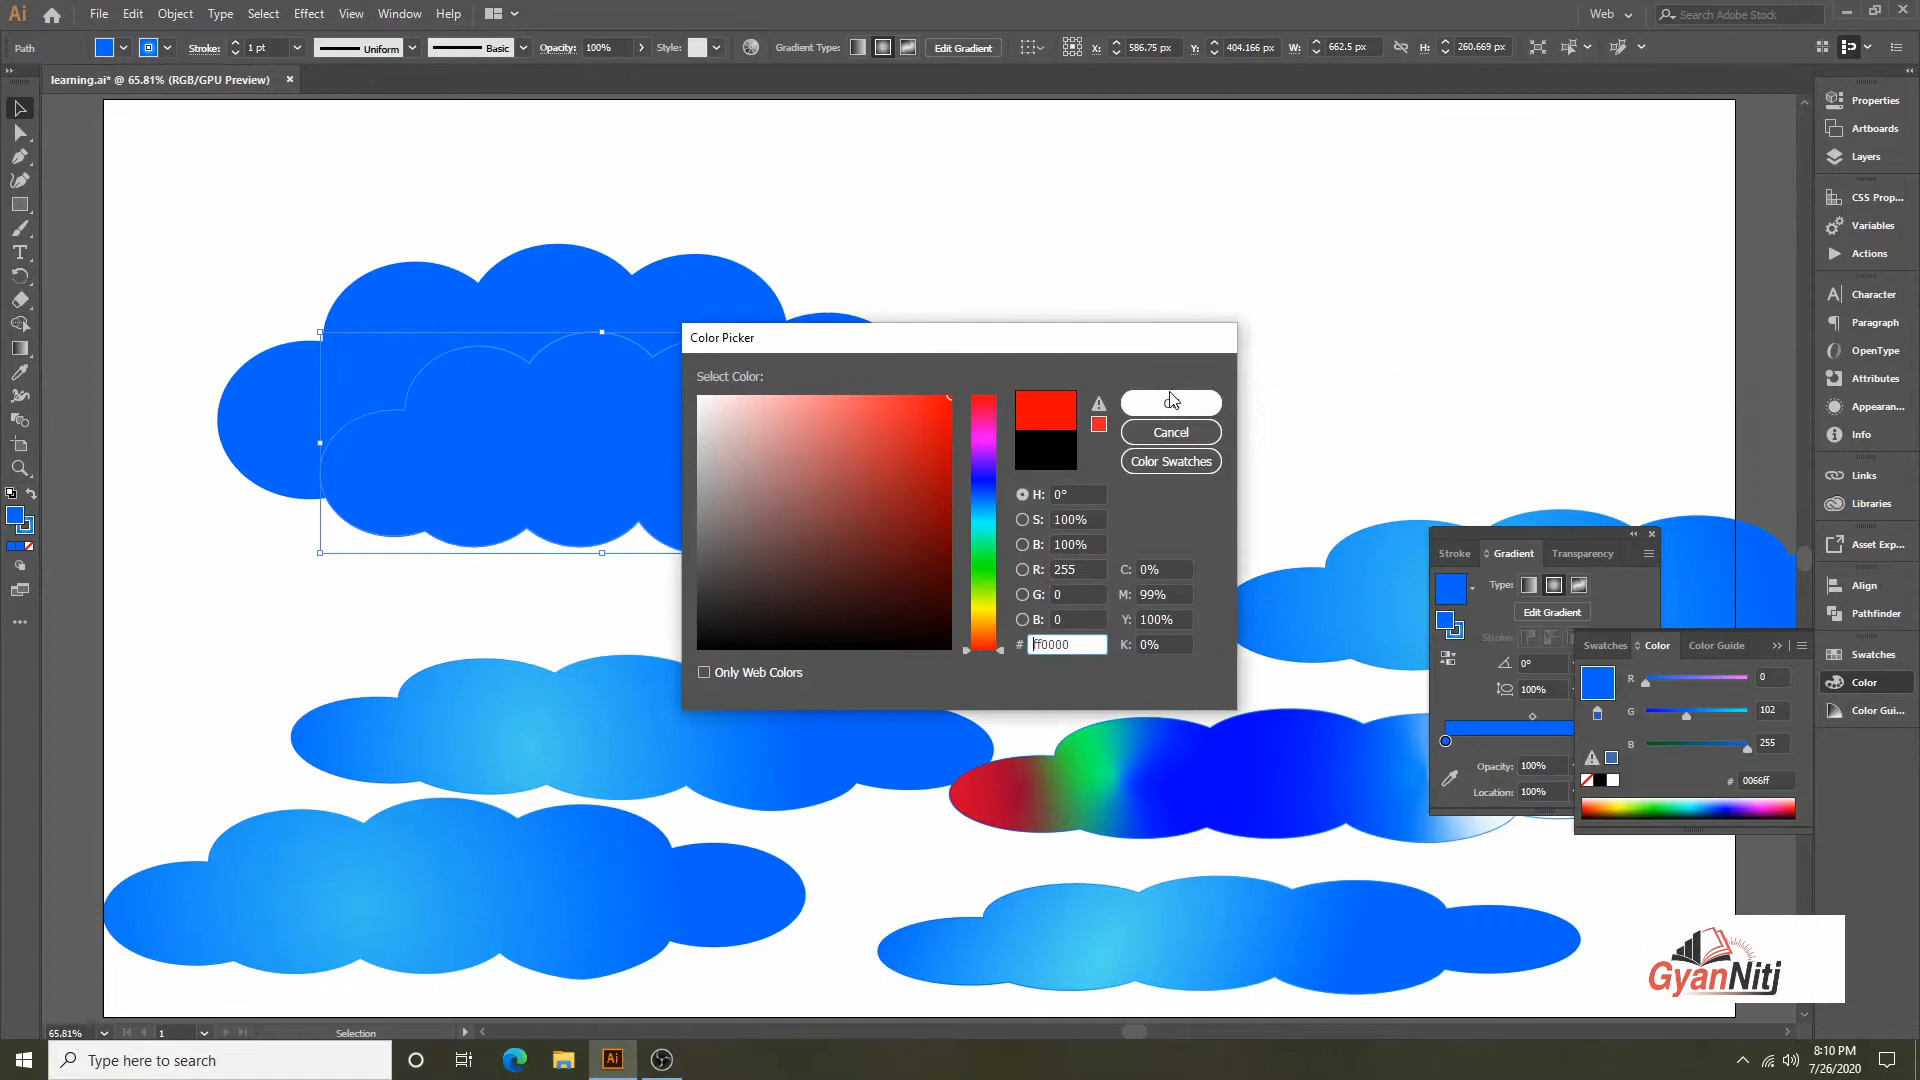 Ai File Edit Object Type Select Effect View Window Help Web Search Adobe Stock
Path Stroke: 1 pt Uniform Basic Opacity: 100% Style: Gradient Type: Edit Gradient X: 586.75 px Y: 404.166 px W: 662.5 px H: 260.669 px
learning.ai* @ 65.81% (RGB/GPU Preview)
Properties
Artboards
Layers
CSS Prop...
Variables
Actions
Character
Paragraph
OpenType
Attributes
Appearan...
Info
Links
Libraries
Asset Exp...
Align
Pathfinder
Swatches
Color
Color Gui...
Color Picker
Select Color:
Cancel
Color Swatches
H: 0°
S: 100%
B: 100%
R: 255 C: 0%
G: 0 M: 99%
B: 0 Y: 100%
# ff0000 K: 0%
Only Web Colors
Stroke Gradient Transparency
Type:
Edit Gradient
Stroke:
0°
100%
Opacity: 100%
Location: 100%
Swatches Color Color Guide
R 0
G 102
B 255
# 0066ff
GyanNiti
65.81% 1 Selection
Type here to search Ai
8:10 PM
7/26/2020